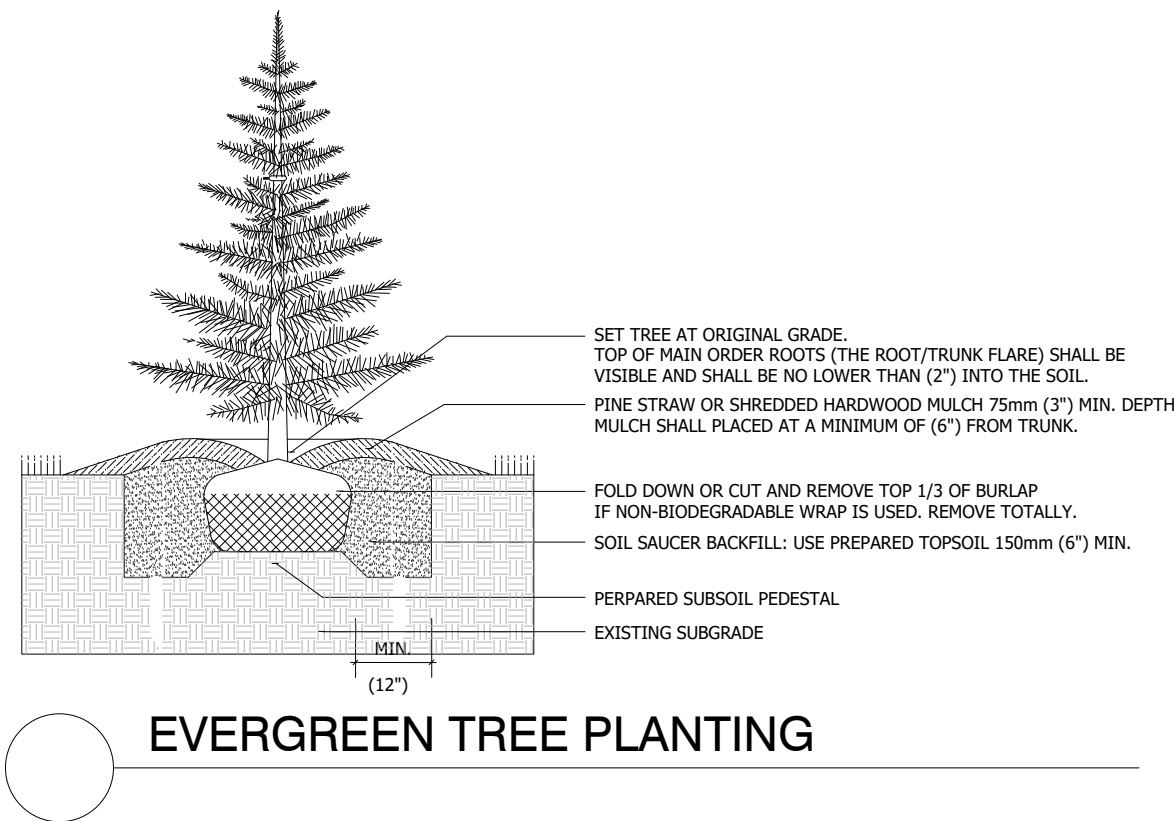 SET TREE AT ORIGINAL GRADE.
TOP OF MAIN ORDER ROOTS (THE ROOT/TRUNK FLARE) SHALL BE
VISIBLE AND SHALL BE NO LOWER THAN (2") INTO THE SOIL.
PINE STRAW OR SHREDDED HARDWOOD MULCH 75mm (3") MIN. DEPTH
MULCH SHALL PLACED AT A MINIMUM OF (6") FROM TRUNK.
FOLD DOWN OR CUT AND REMOVE TOP 1/3 OF BURLAP
IF NON-BIODEGRADABLE WRAP IS USED. REMOVE TOTALLY.
SOIL SAUCER BACKFILL: USE PREPARED TOPSOIL 150mm (6") MIN.
PERPARED SUBSOIL PEDESTAL
EXISTING SUBGRADE
MIN.
(12")
EVERGREEN TREE PLANTING